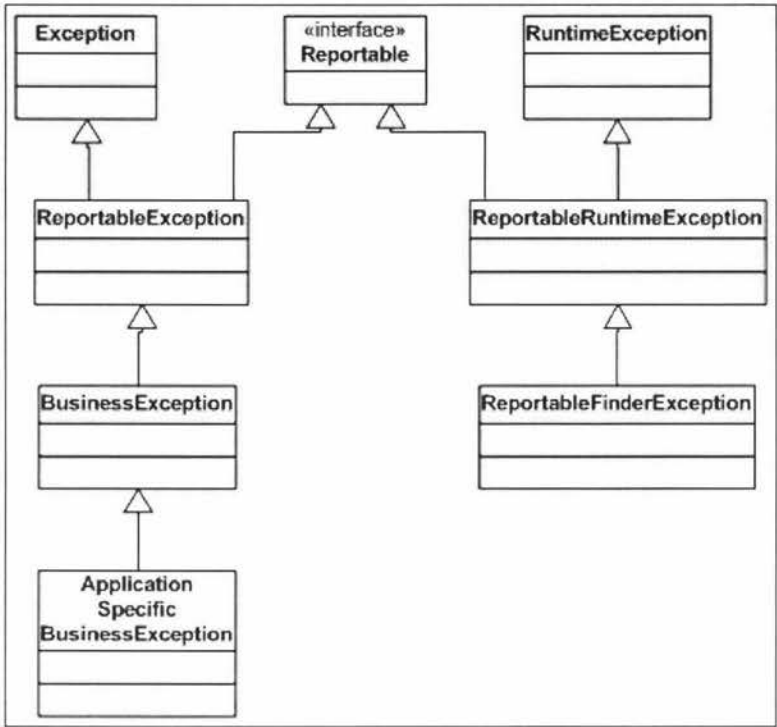 Exception
«interface»
Reportable
RuntimeException
ReportableException
ReportableRuntimeException
BusinessException
ReportableFinderException
Application
Specific
BusinessException